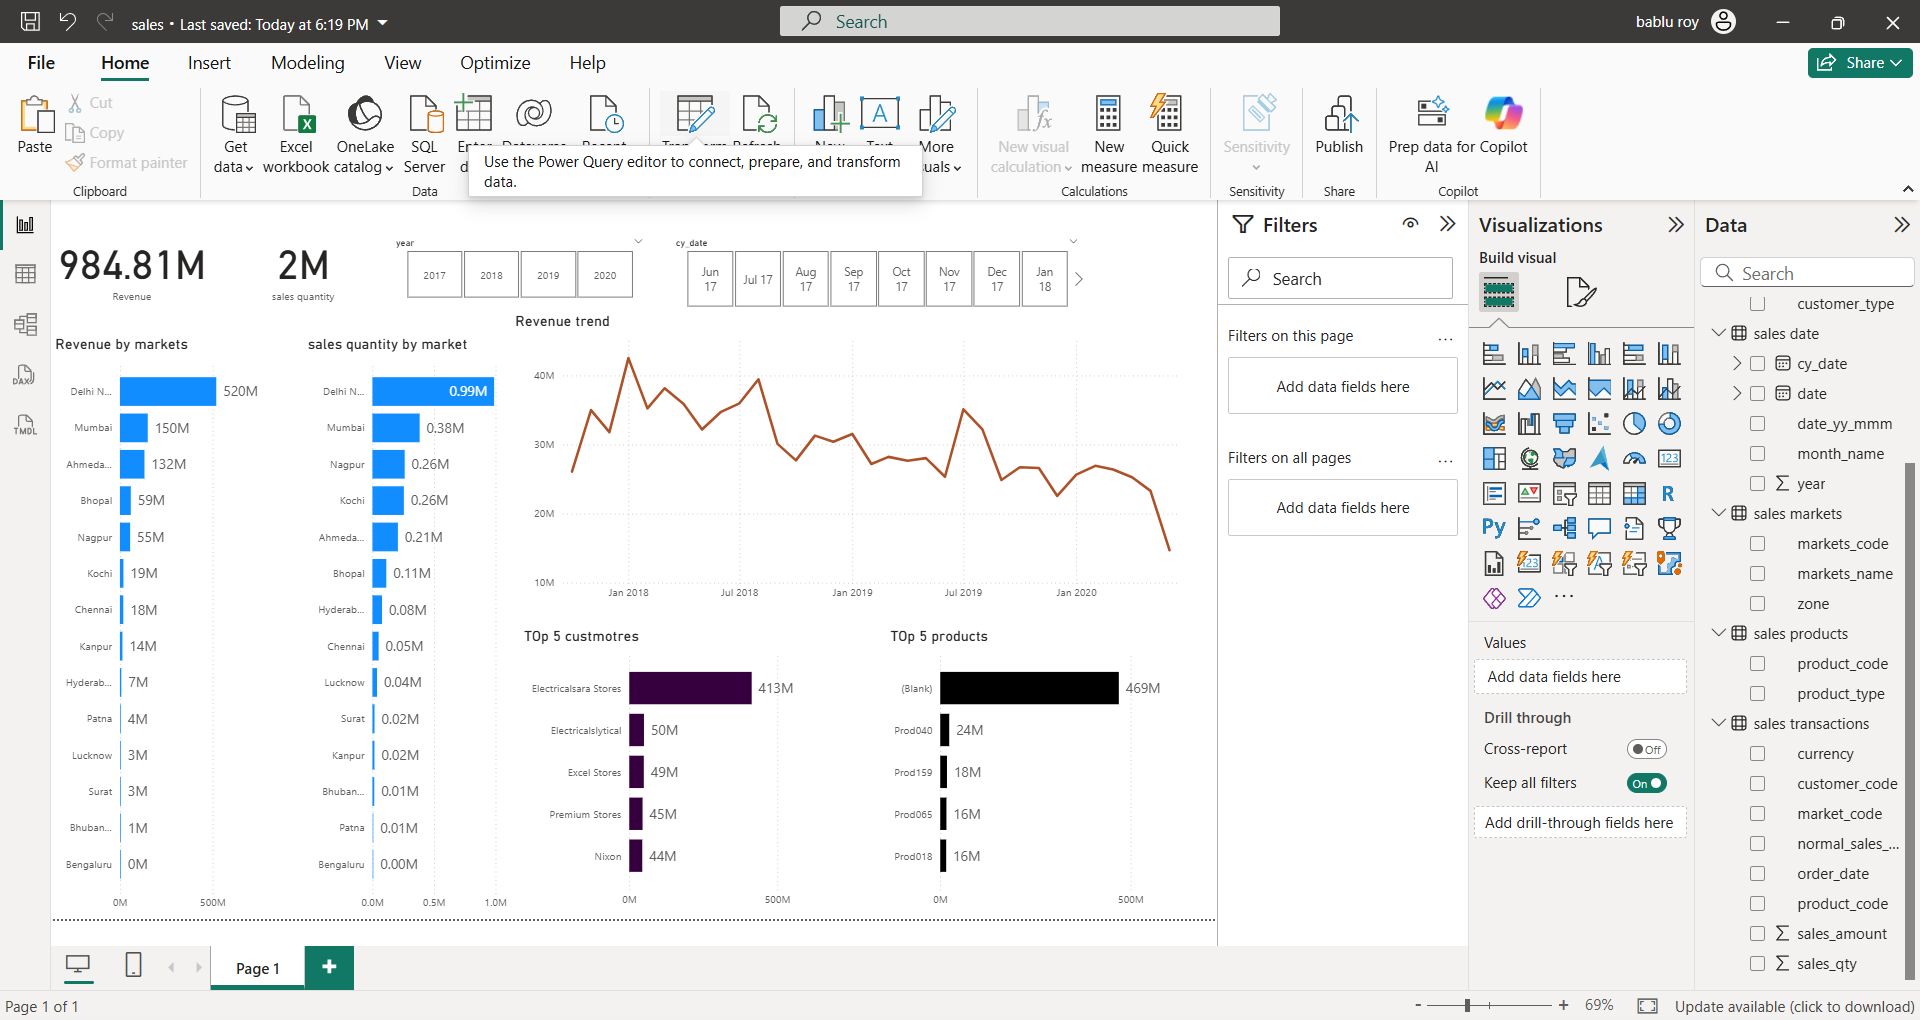 sales • Last saved: Today at 6:19 PM
Search
bablu roy
File
Home
Insert
Modeling
View
Optimize
Help
Share
Paste
Cut
Copy
Format painter
Clipboard
Get data
Excel workbook
OneLake catalog
SQL Server
Data
Use the Power Query editor to connect, prepare, and transform
data.
New visual calculation
New measure
Quick measure
Calculations
Sensitivity
Sensitivity
Publish
Share
Prep data for AI
Copilot
Copilot
984.81M
Revenue
2M
sales quantity
year
2017
2018
2019
2020
cy_date
Jun 17
Jul 17
Aug 17
Sep 17
Oct 17
Nov 17
Dec 17
Jan 18
Revenue by markets
Delhi N... 520M
Mumbai 150M
Ahmeda... 132M
Bhopal 59M
Nagpur 55M
Kochi 19M
Chennai 18M
Kanpur 14M
Hyderab... 7M
Patna 4M
Lucknow 3M
Surat 3M
Bhuban... 1M
Bengaluru 0M
0M 500M
sales quantity by market
Delhi N... 0.99M
Mumbai 0.38M
Nagpur 0.26M
Kochi 0.26M
Ahmeda... 0.21M
Bhopal 0.11M
Hyderab... 0.08M
Chennai 0.05M
Lucknow 0.04M
Surat 0.02M
Kanpur 0.02M
Bhuban... 0.01M
Patna 0.01M
Bengaluru 0.00M
0.0M 0.5M 1.0M
Revenue trend
40M
30M
20M
10M
Jan 2018 Jul 2018 Jan 2019 Jul 2019 Jan 2020
TOp 5 custmotres
Electricalsara Stores 413M
Electricalslytical 50M
Excel Stores 49M
Premium Stores 45M
Nixon 44M
0M 500M
TOp 5 products
(Blank) 469M
Prod040 24M
Prod159 18M
Prod065 16M
Prod018 16M
0M 500M
DAX
TMDL
Filters
Search
Filters on this page ...
Add data fields here
Filters on all pages ...
Add data fields here
Visualizations
Build visual
123
R
Py
123
...
Values
Add data fields here
Drill through
Cross-report Off
Keep all filters On
Add drill-through fields here
Data
Search
customer_type
sales date
cy_date
date
date_yy_mmm
month_name
Σ year
sales markets
markets_code
markets_name
zone
sales products
product_code
product_type
sales transactions
currency
customer_code
market_code
normal_sales_...
order_date
product_code
Σ sales_amount
Σ sales_qty
Page 1
+
Page 1 of 1
- + 69%
Update available (click to download)